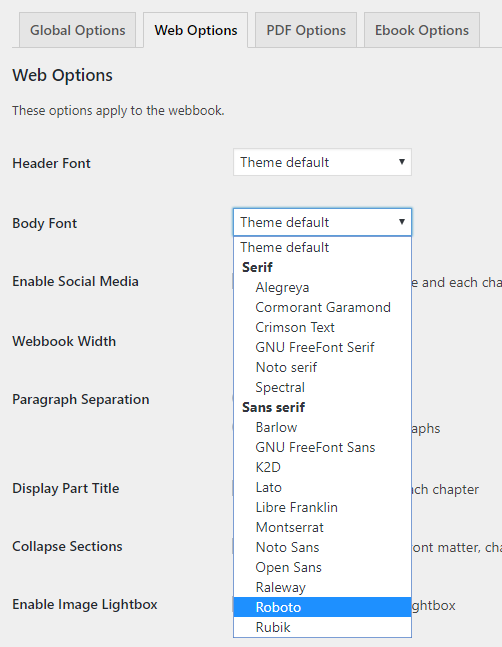 Global Options Web Options PDF Options Ebook Options
Web Options
These options apply to the webbook.
Header Font Theme default
Body Font Theme default
Theme default
Serif
Enable Social Media Alegreya e and each cha
Cormorant Garamond
Crimson Text
Webbook Width GNU FreeFont Serif
Noto serif
Spectral
Paragraph Separation Sans serif
Barlow aphs
GNU FreeFont Sans
K2D
Display Part Title Lato ch chapter
Libre Franklin
Montserrat
Collapse Sections Noto Sans ront matter, cha
Open Sans
Raleway
Enable Image Lightbox Roboto ghtbox
Rubik